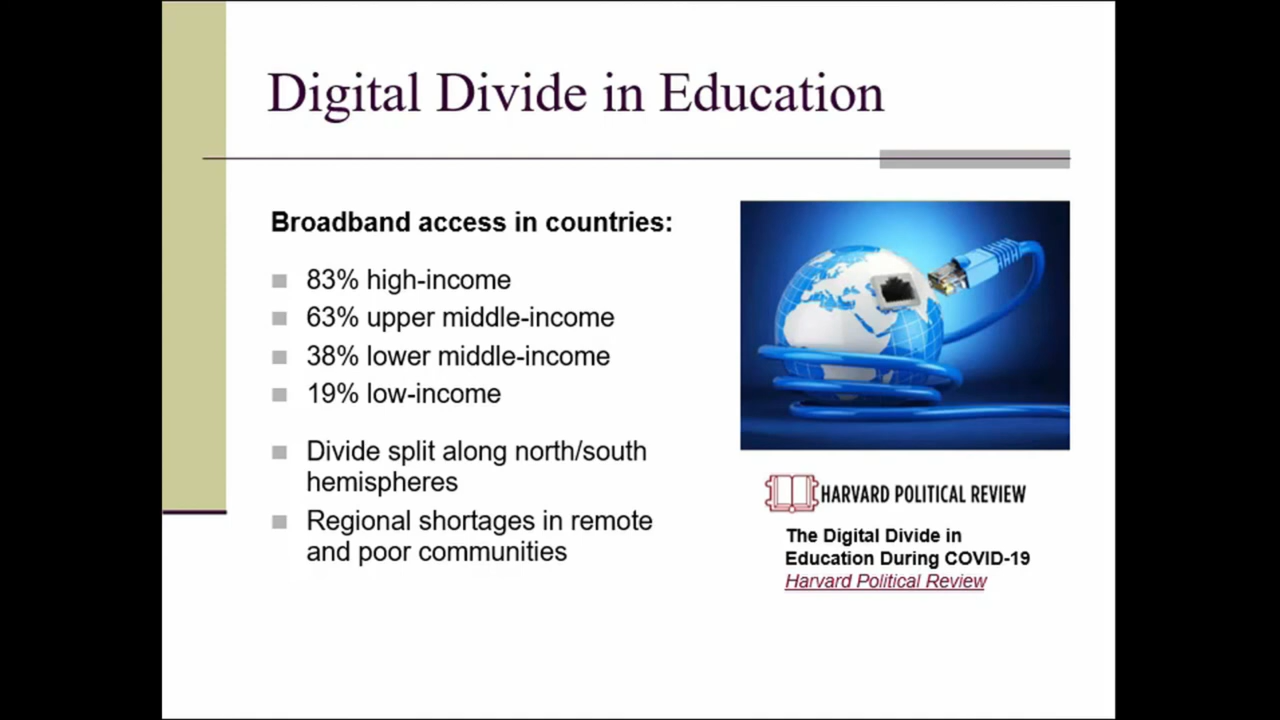 Digital Divide in Education
Broadband access in countries:
83% high-income
63% upper middle-income
38% lower middle-income
19% low-income
Divide split along north/south
hemispheres
Regional shortages in remote
and poor communities
HARVARD POLITICAL REVIEW
The Digital Divide in
Education During COVID-19
Harvard Political Review